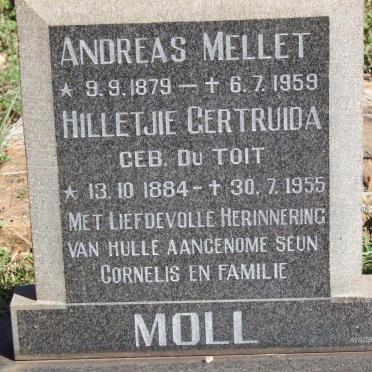 ANDREAS MELLET
* 9.9.1879 — + 6.7.1959
HILLETJIE GERTRUIDA
GEB. DU TOIT
* 13.10.1884 - + 30.7.1955
MET LIEFDEVOLLE HERINNERING
VAN HULLE AANGENOME SEUN
CORNELIS EN FAMILIE
MOLL